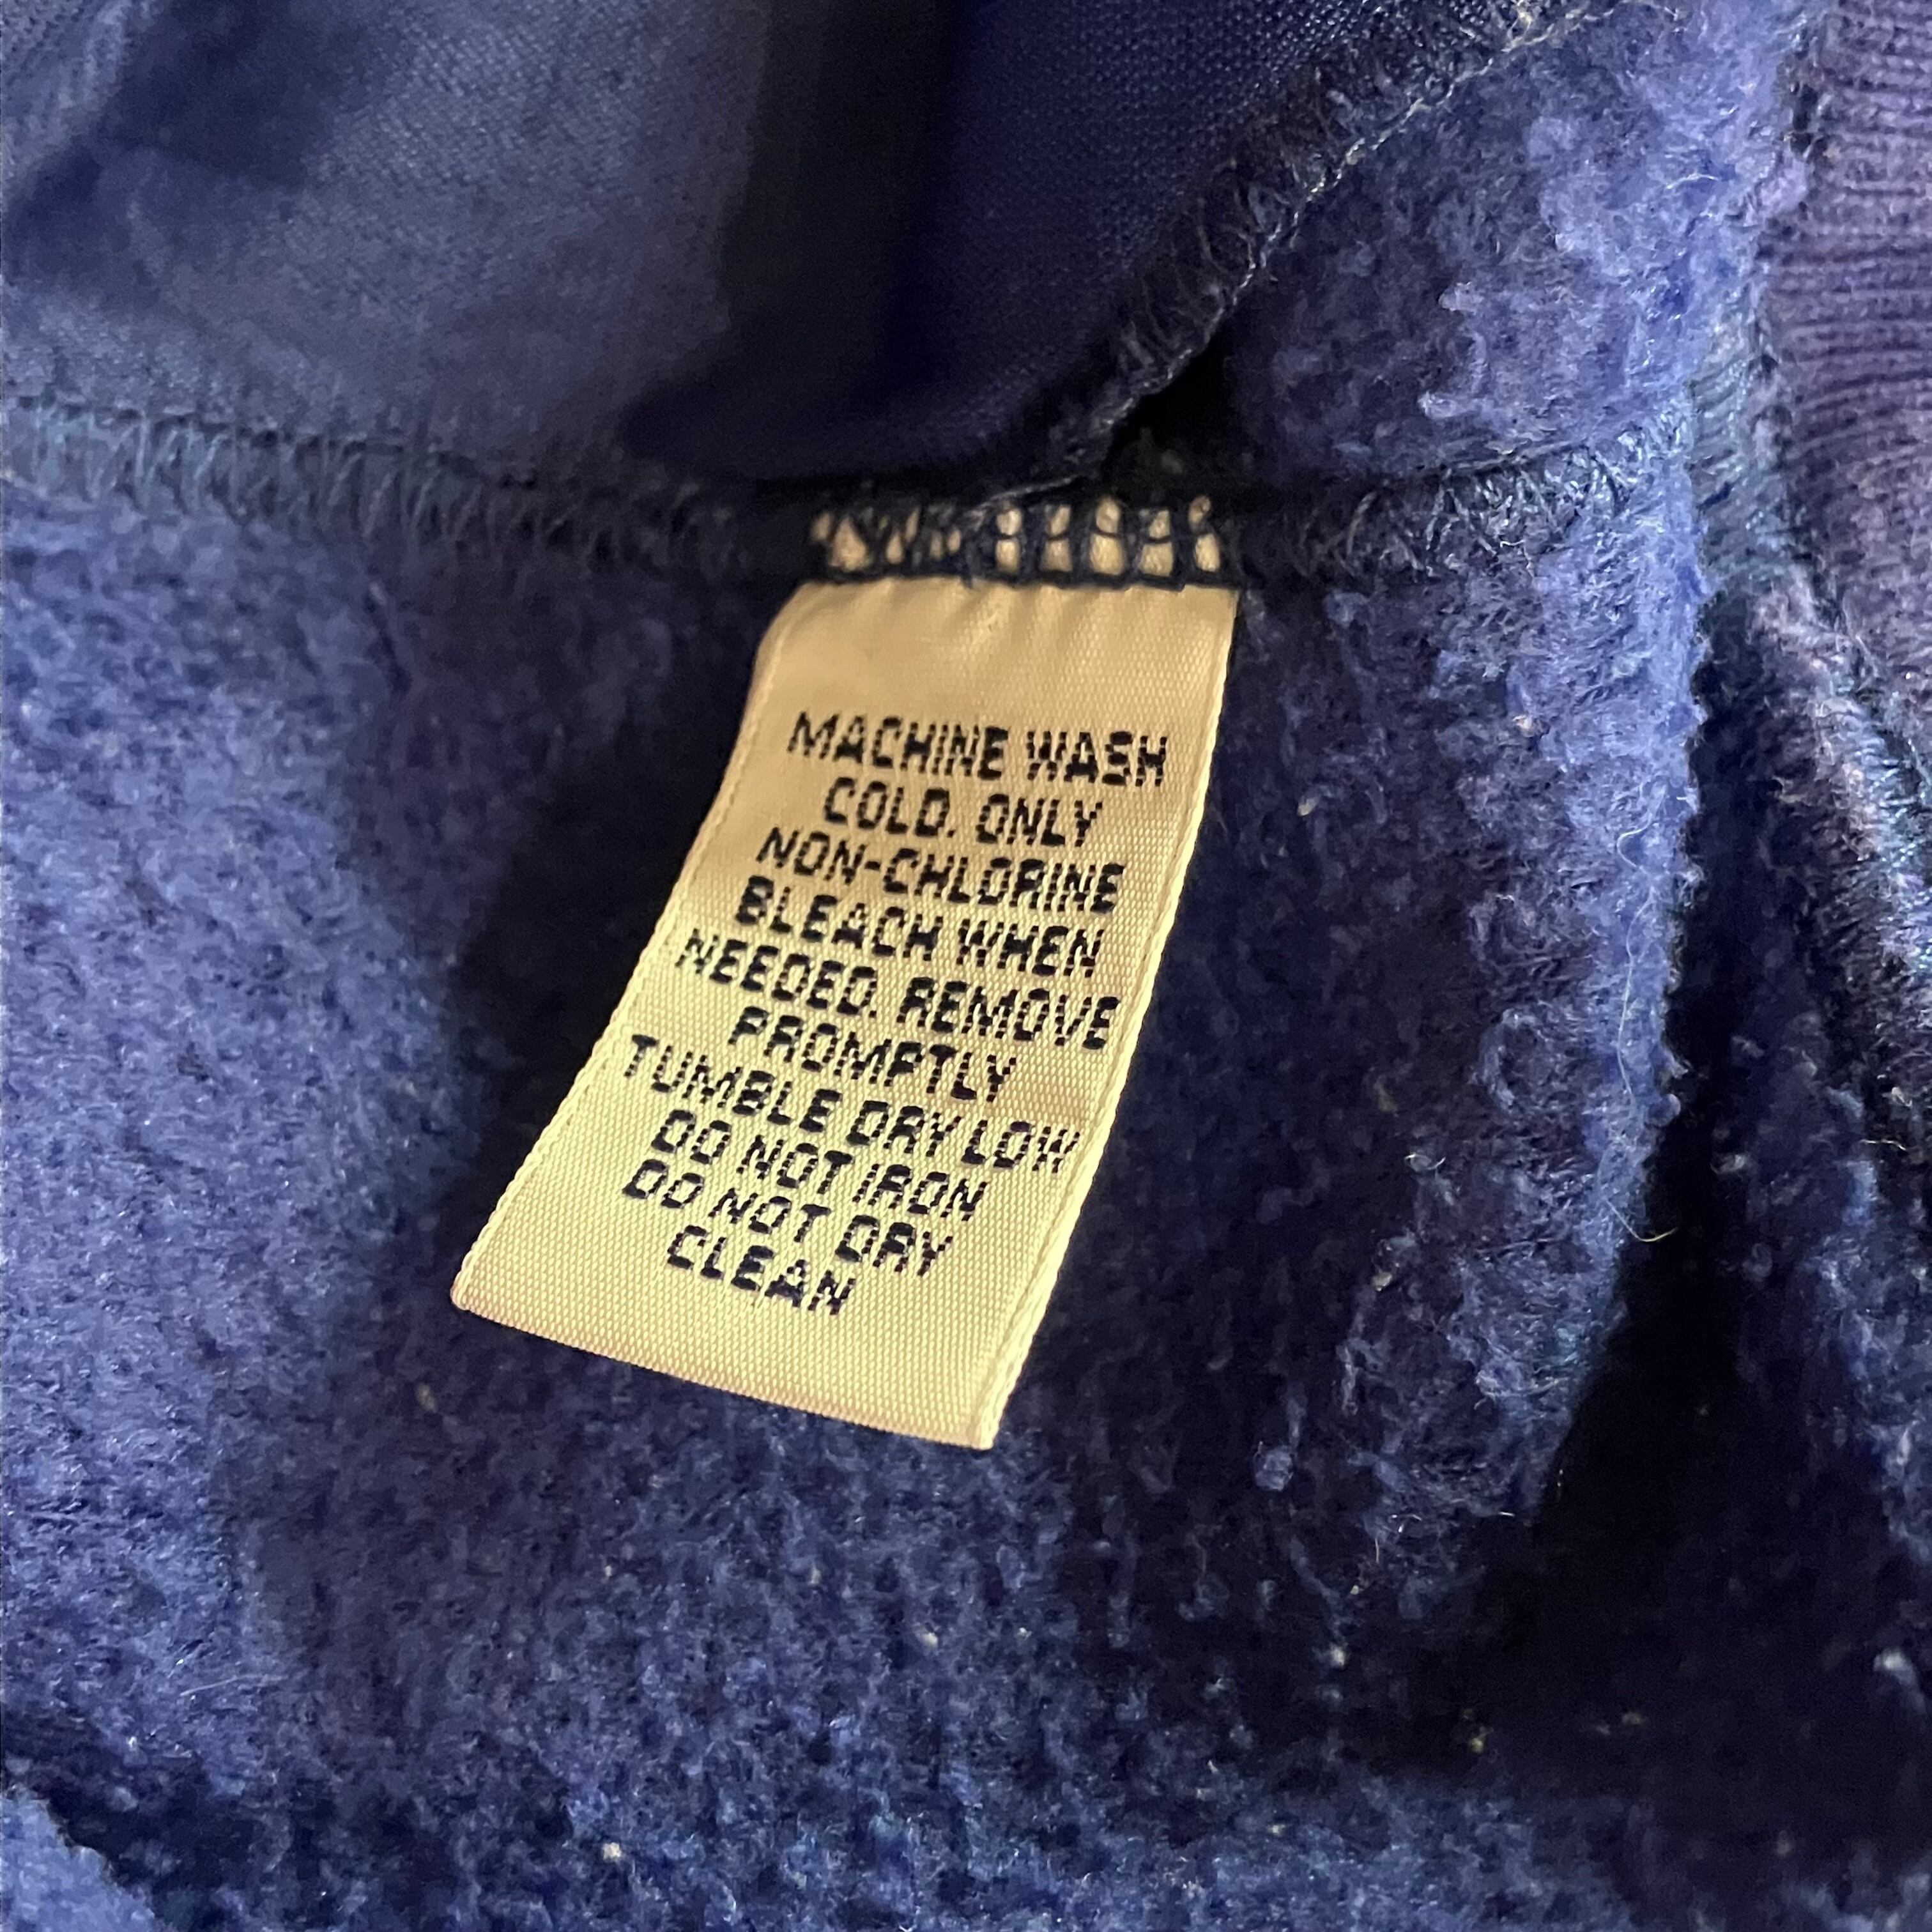 MACHINE WASH
COLD. ONLY
NON-CHLORINE
BLEACH WHEN
NEEDED. REMOVE
PROMPTLY
TUMBLE DRY LOW
DO NOT IRON
DO NOT DRY
CLEAN